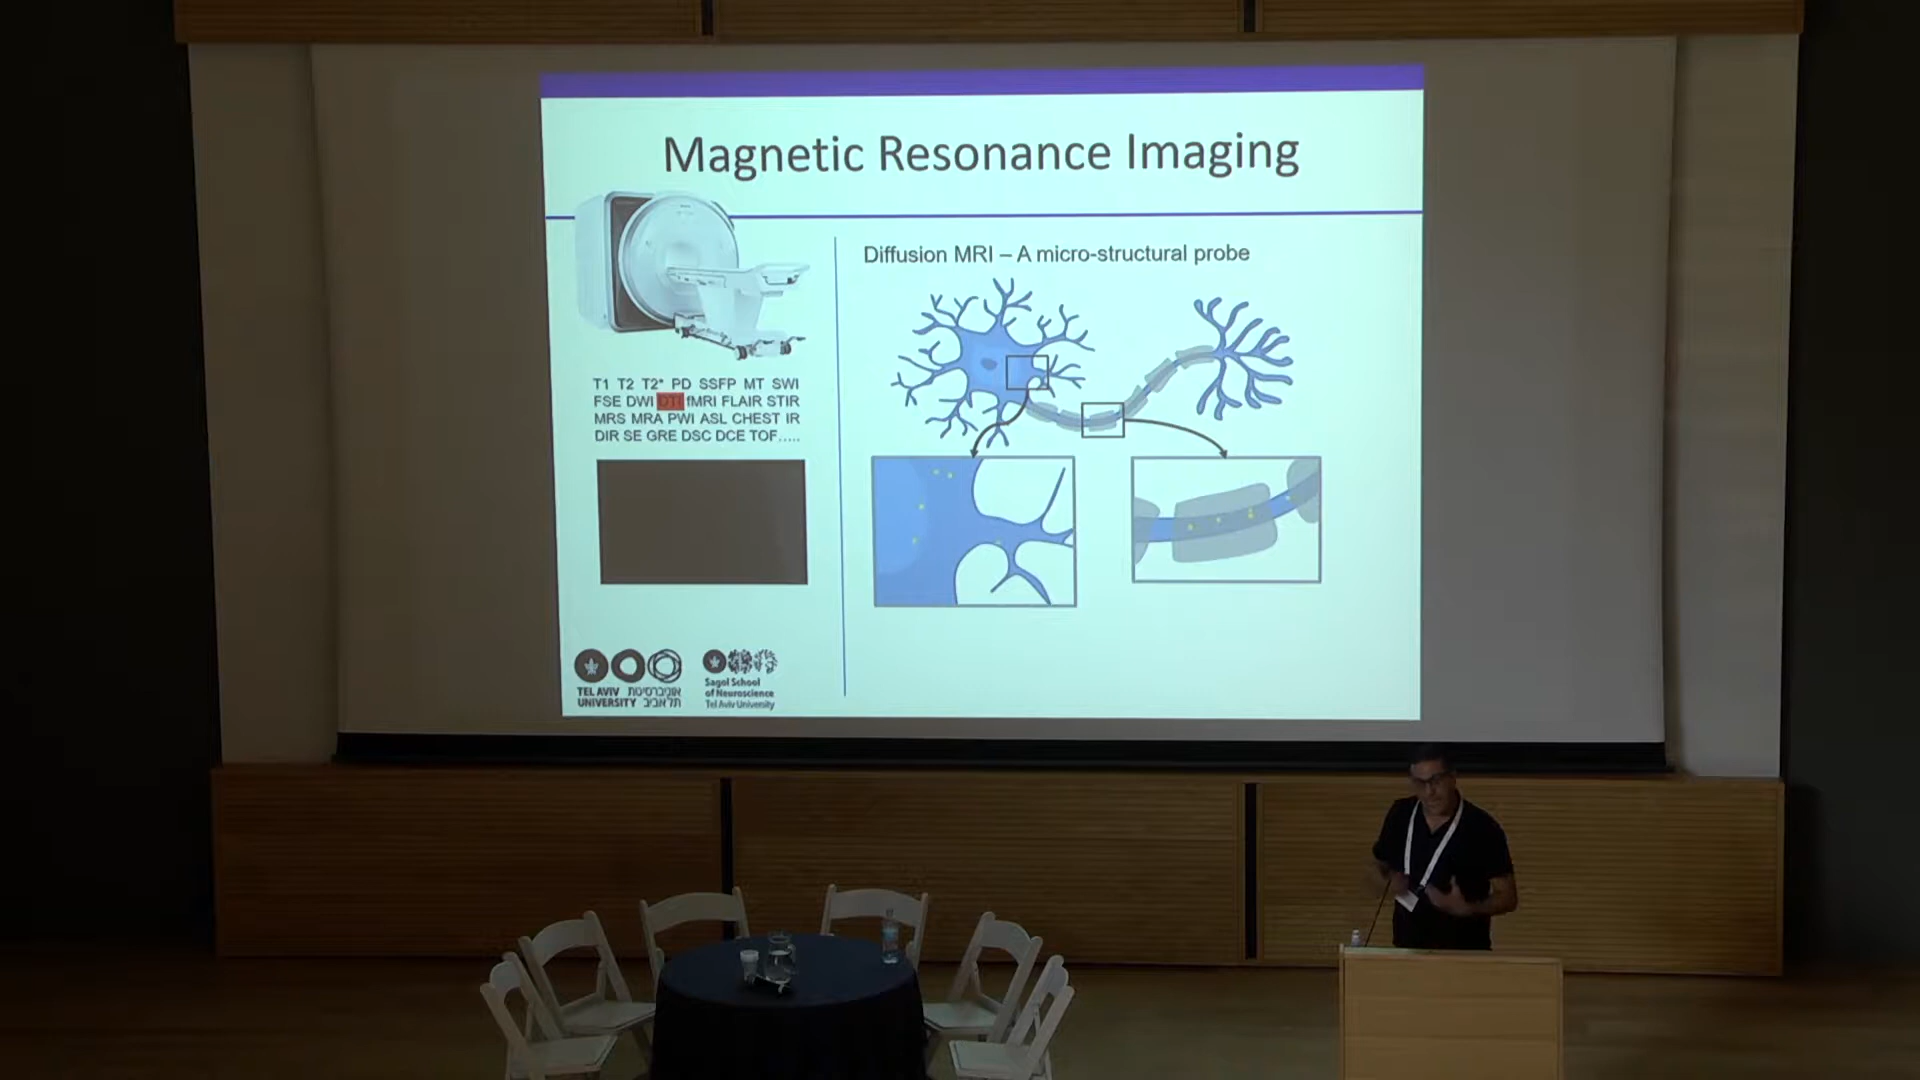 Magnetic Resonance Imaging
T1 T2 T2* PD SSFP MT SWI
FSE DWI DTI fMRI FLAIR STIR
MRS MRA PWI ASL CHEST IR
DIR SE GRE DSC DCE TOF.....
Diffusion MRI – A micro-structural probe
TEL AVIV אוניברסיטת
UNIVERSITY תל אביב
Sagol School
of Neuroscience
Tel Aviv University